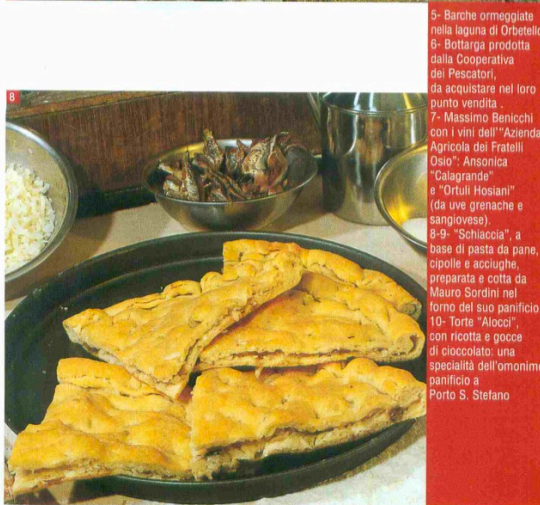 5- Barche ormeggiate
nella laguna di Orbetello
6- Bottarga prodotta
dalla Cooperativa
dei Pescatori,
da acquistare nel loro
punto vendita .
7- Massimo Benicchi
con i vini dell'"Azienda
Agricola dei Fratelli
Osio": Ansonica
"Calagrande"
e "Ortuli Hosiani"
(da uve grenache e
sangiovese).
8-9- "Schiaccia", a
base di pasta da pane,
cipolle e acciughe,
preparata e cotta da
Mauro Sordini nel
forno del suo panificio
10- Torte "Alocci",
con ricotta e gocce
di cioccolato: una
specialità dell'omonimo
panificio a
Porto S. Stefano
8